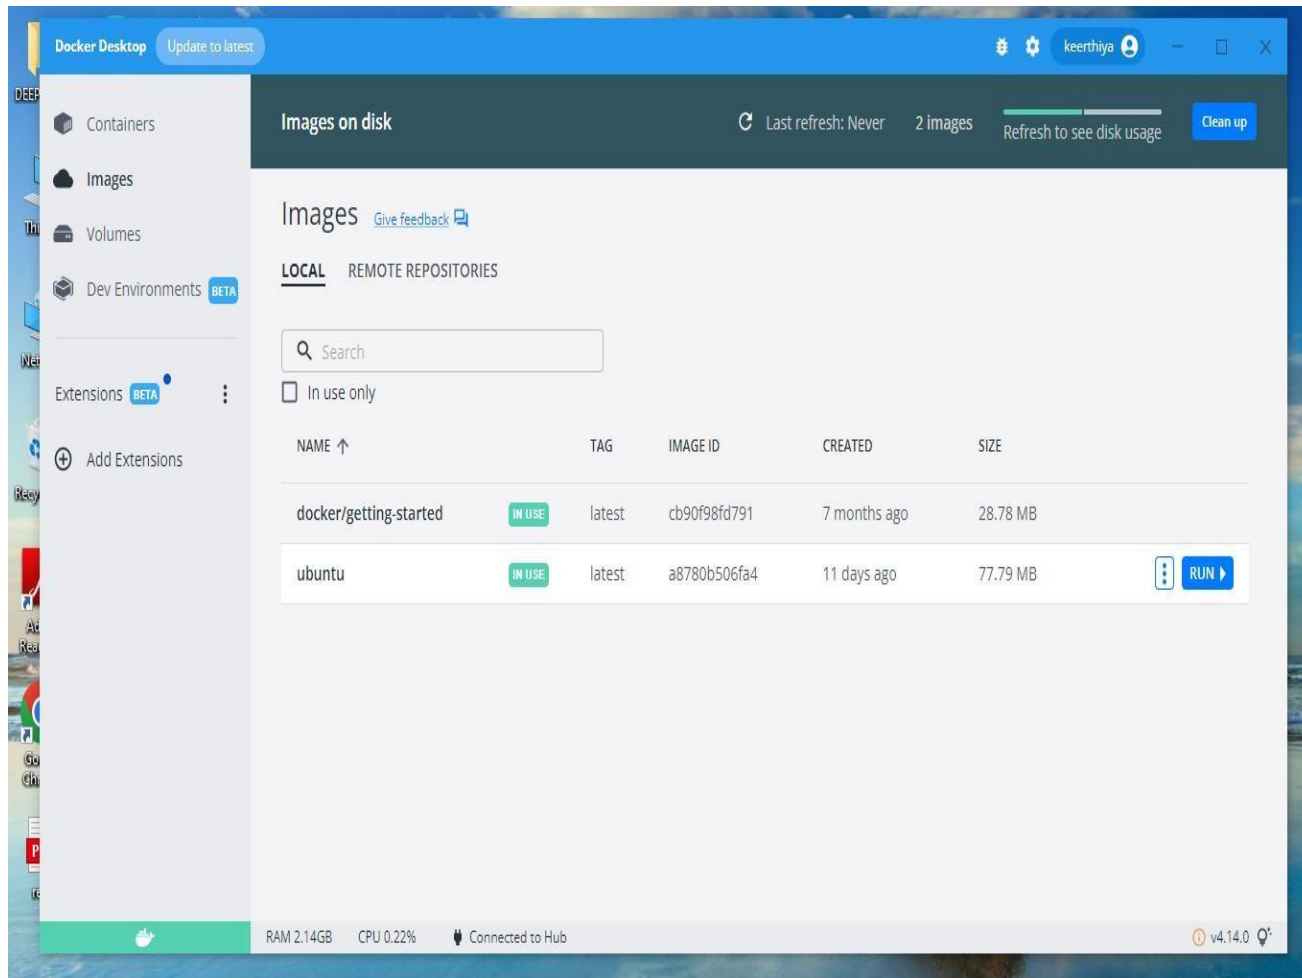 Docker Desktop Update to latest keerthiya
Containers
Images
Volumes
Dev Environments BETA
Extensions BETA
Add Extensions
Images on disk Last refresh: Never 2 images Refresh to see disk usage Clean up
Images Give feedback
LOCAL REMOTE REPOSITORIES
Search
In use only
NAME TAG IMAGE ID CREATED SIZE
docker/getting-started IN USE latest cb90f98fd791 7 months ago 28.78 MB
ubuntu IN USE latest a8780b506fa4 11 days ago 77.79 MB RUN
RAM 2.14GB CPU 0.22% Connected to Hub v4.14.0